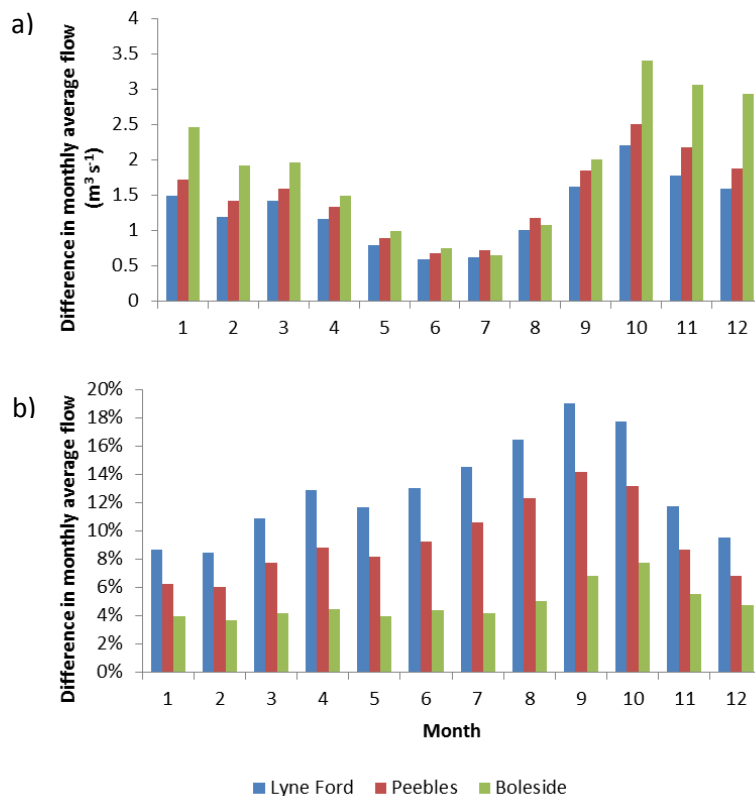 a)
Difference in monthly average flow
(m³ s⁻¹)
4
3.5
3
2.5
2
1.5
1
0.5
0
1 2 3 4 5 6 7 8 9 10 11 12
b)
Difference in monthly average flow
20%
18%
16%
14%
12%
10%
8%
6%
4%
2%
0%
1 2 3 4 5 6 7 8 9 10 11 12
Month
Lyne Ford Peebles Boleside